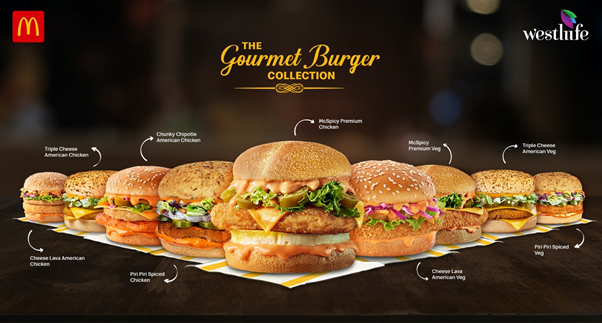 THE
Gourmet Burger
COLLECTION
westlife
McSpicy Premium
Chicken
Chunky Chipotle
American Chicken
Triple Cheese
American Chicken
McSpicy
Premium Veg
Triple Cheese
American Veg
Cheese Lava American
Chicken
Piri Piri Spiced
Chicken
Cheese Lava
American Veg
Piri Piri Spiced
Veg